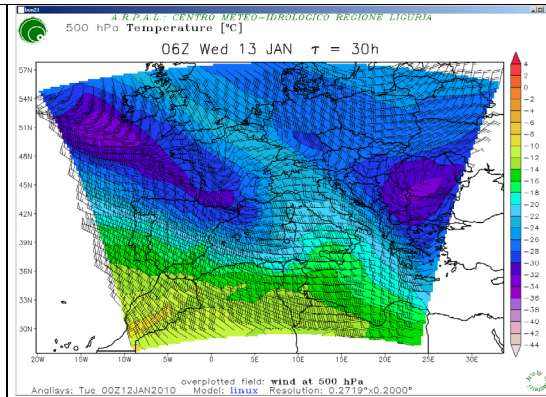 box21
A.R.P.A.L.: CENTRO METEO-IDROLOGICO REGIONE LIGURIA
500 hPa Temperature [°C]
06Z Wed 13 JAN τ = 30h
57N
54N
51N
48N
45N
42N
39N
36N
33N
30N
20W 15W 10W 5W 0 5E 10E 15E 20E 25E 30E
4
2
0
-2
-4
-6
-8
-10
-12
-14
-16
-18
-20
-22
-24
-26
-28
-30
-32
-34
-36
-38
-40
-42
-44
overplotted field: wind at 500 hPa
Analisys: Tue 00Z12JAN2010 Model: linux Resolution: 0.2719°x0.2000°